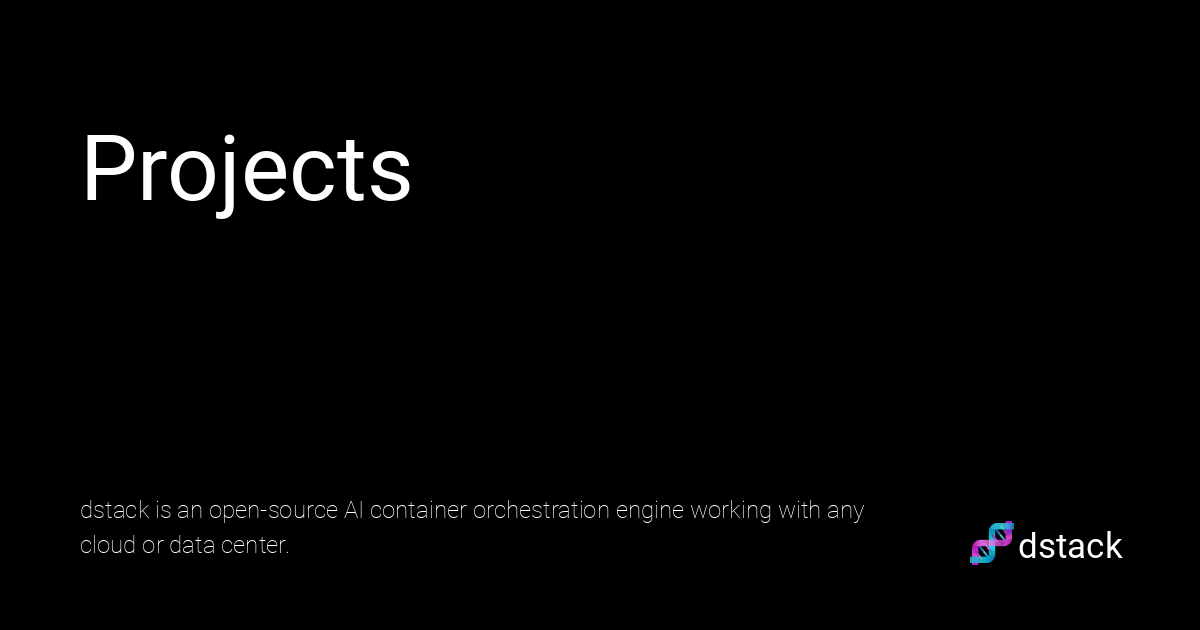 Projects
dstack is an open-source AI container orchestration engine working with any
cloud or data center.
dstack